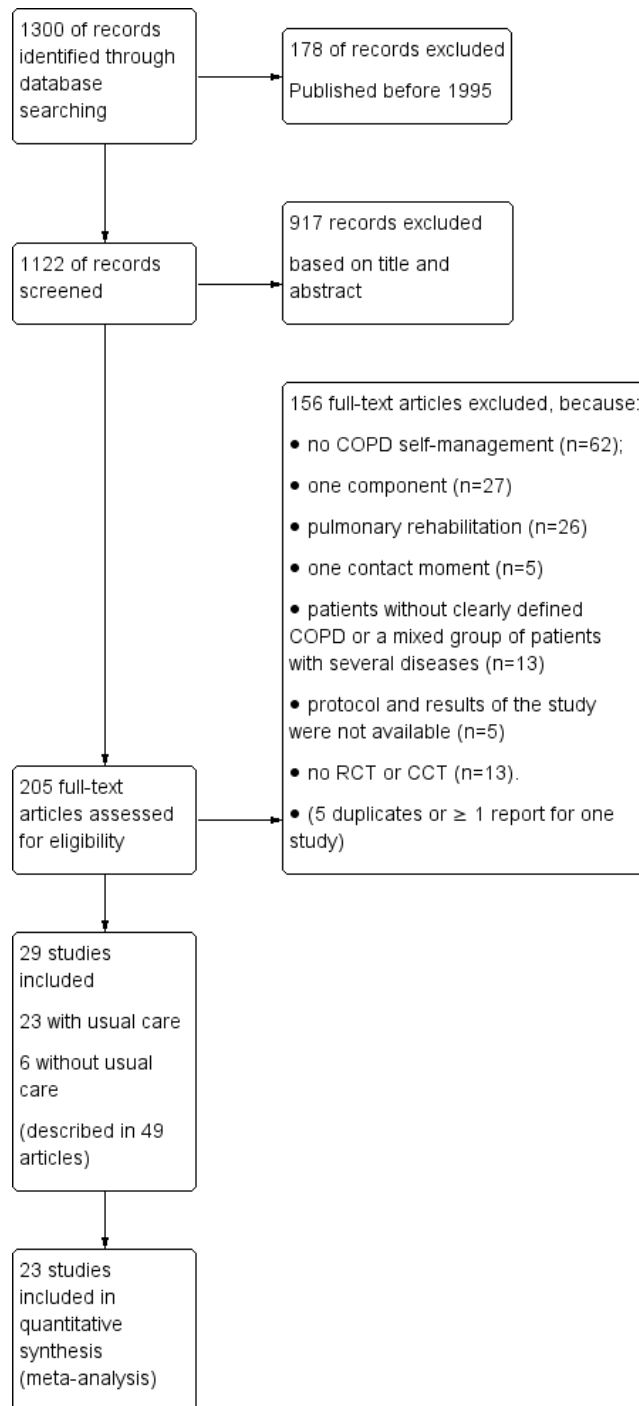 1300 of records
identified through
database
searching
178 of records excluded
Published before 1995
1122 of records
screened
917 records excluded
based on title and
abstract
156 full-text articles excluded, because:
● no COPD self-management (n=62);
● one component (n=27)
● pulmonary rehabilitation (n=26)
● one contact moment (n=5)
● patients without clearly defined
COPD or a mixed group of patients
with several diseases (n=13)
● protocol and results of the study
were not available (n=5)
● no RCT or CCT (n=13).
● (5 duplicates or ≥ 1 report for one
study)
205 full-text
articles assessed
for eligibility
29 studies
included
23 with usual care
6 without usual
care
(described in 49
articles)
23 studies
included in
quantitative
synthesis
(meta-analysis)